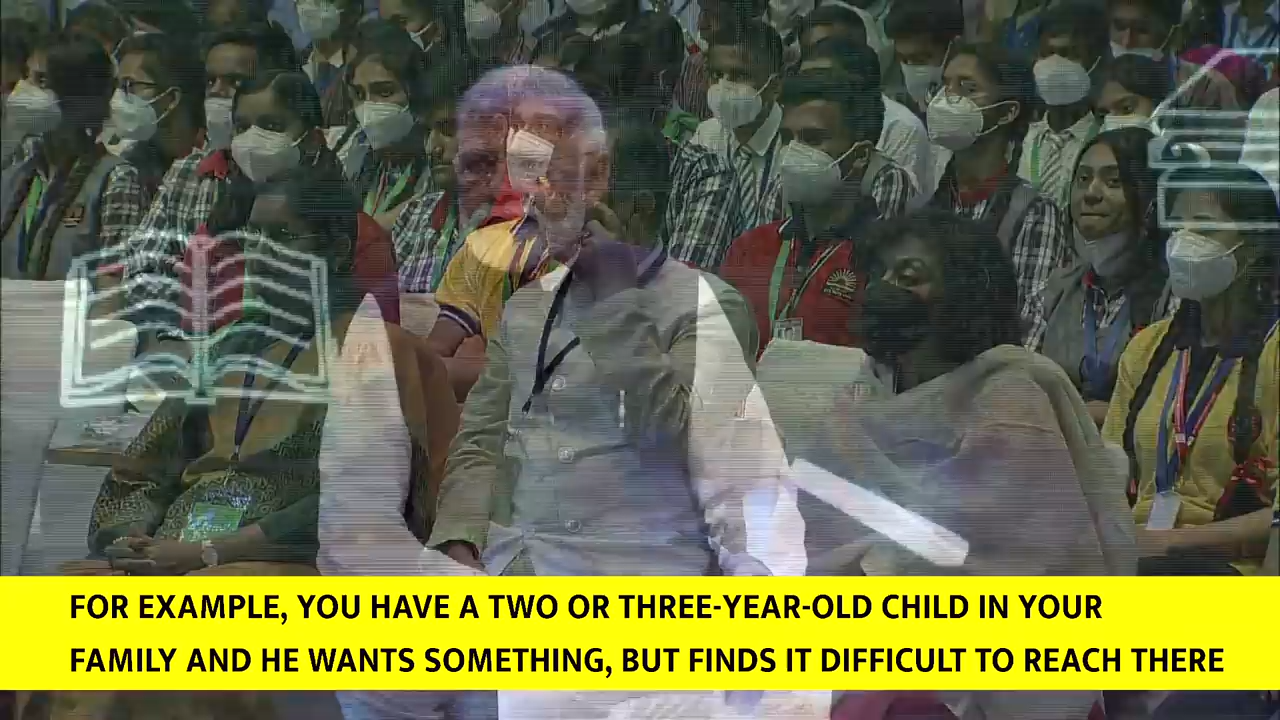 FOR EXAMPLE, YOU HAVE A TWO OR THREE-YEAR-OLD CHILD IN YOUR
FAMILY AND HE WANTS SOMETHING, BUT FINDS IT DIFFICULT TO REACH THERE